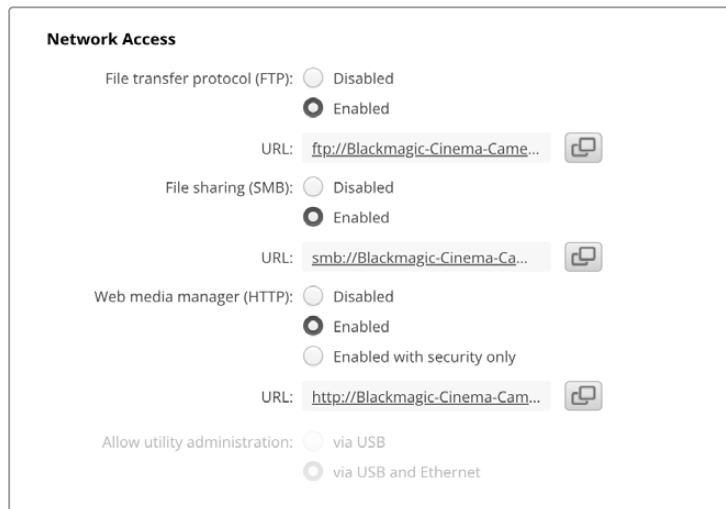 Network Access
File transfer protocol (FTP): Disabled
Enabled
URL: ftp://Blackmagic-Cinema-Came...
File sharing (SMB): Disabled
Enabled
URL: smb://Blackmagic-Cinema-Ca...
Web media manager (HTTP): Disabled
Enabled
Enabled with security only
URL: http://Blackmagic-Cinema-Cam...
Allow utility administration: via USB
via USB and Ethernet